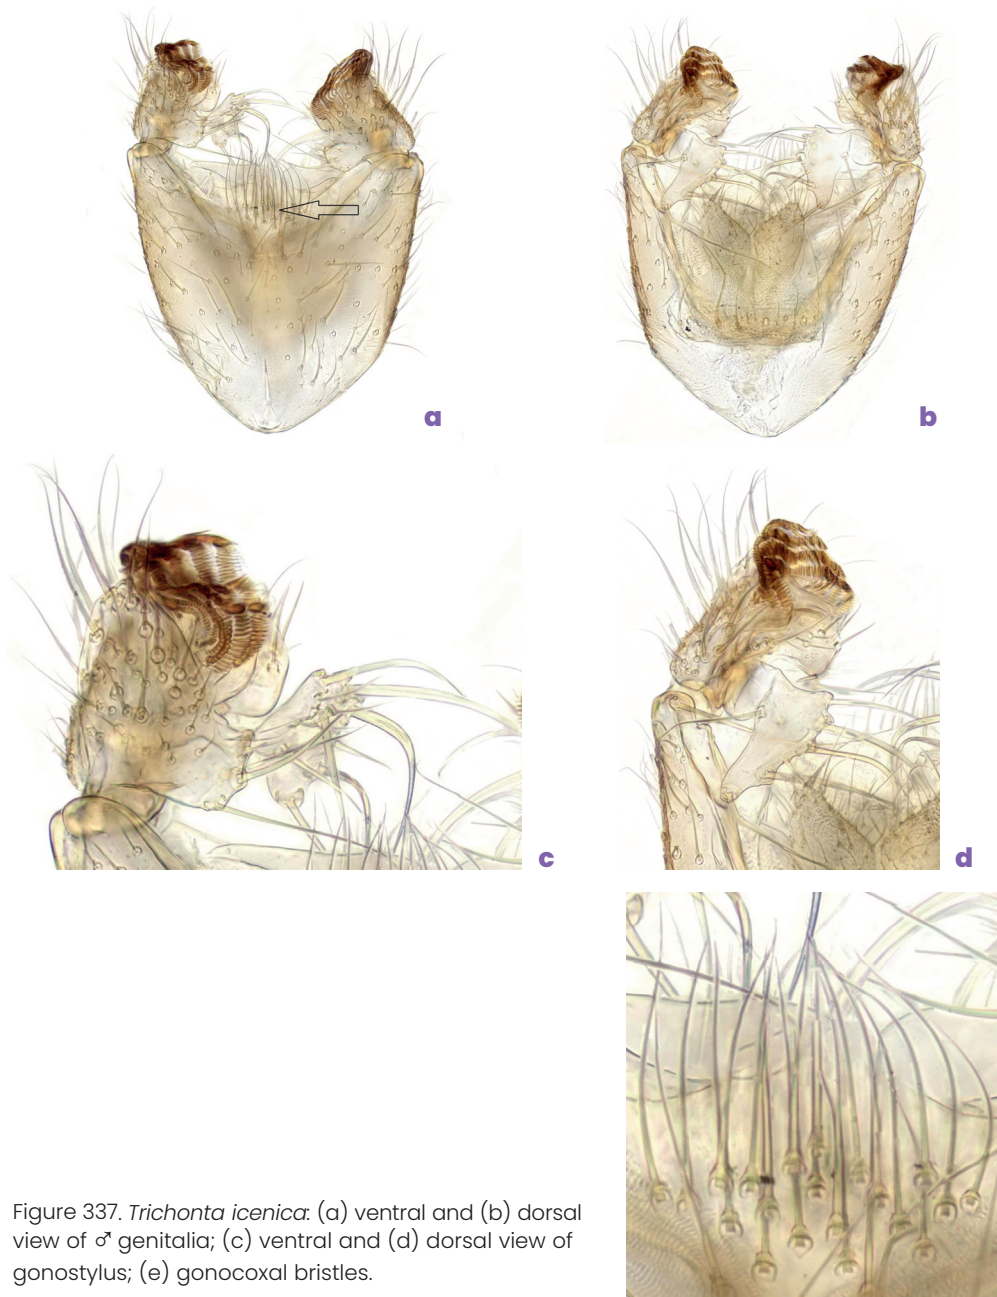 a
b
c
d
Figure 337. Trichonta icenica: (a) ventral and (b) dorsal
view of ♂ genitalia; (c) ventral and (d) dorsal view of
gonostylus; (e) gonocoxal bristles.